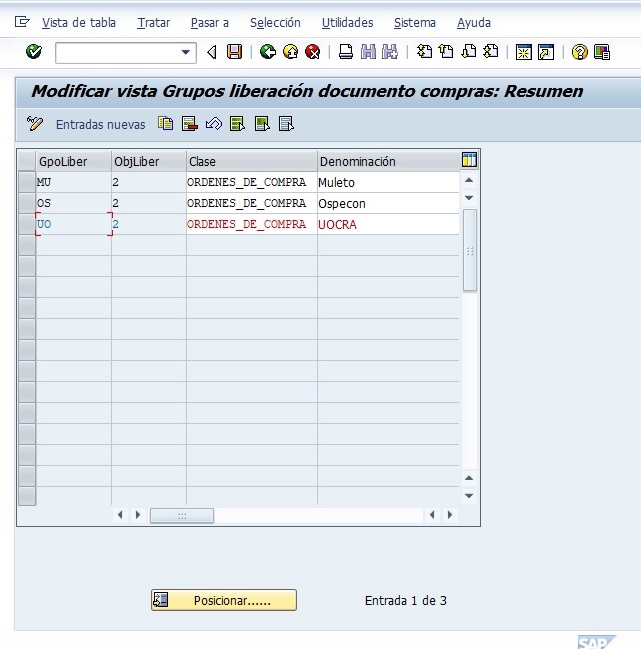 Vista de tabla Tratar Pasar a Selección Utilidades Sistema Ayuda
Modificar vista Grupos liberación documento compras: Resumen
Entradas nuevas
GpoLiber ObjLiber Clase Denominación
MU 2 ORDENES_DE_COMPRA Muleto
OS 2 ORDENES_DE_COMPRA Ospecon
UO 2 ORDENES_DE_COMPRA UOCRA
Posicionar...... Entrada 1 de 3
SAP